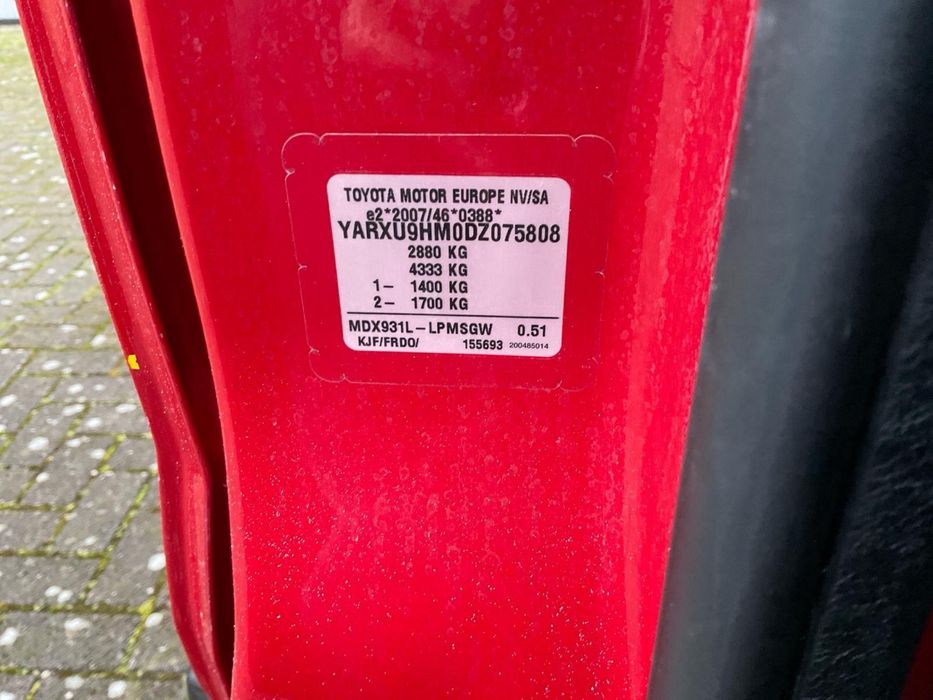 TOYOTA MOTOR EUROPE NV/SA
e2*2007/46*0388*
YARXU9HM0DZ075808
2880 KG
4333 KG
1- 1400 KG
2- 1700 KG
MDX931L-LPMSGW 0.51
KJF/FRDO/ 155693 200485014